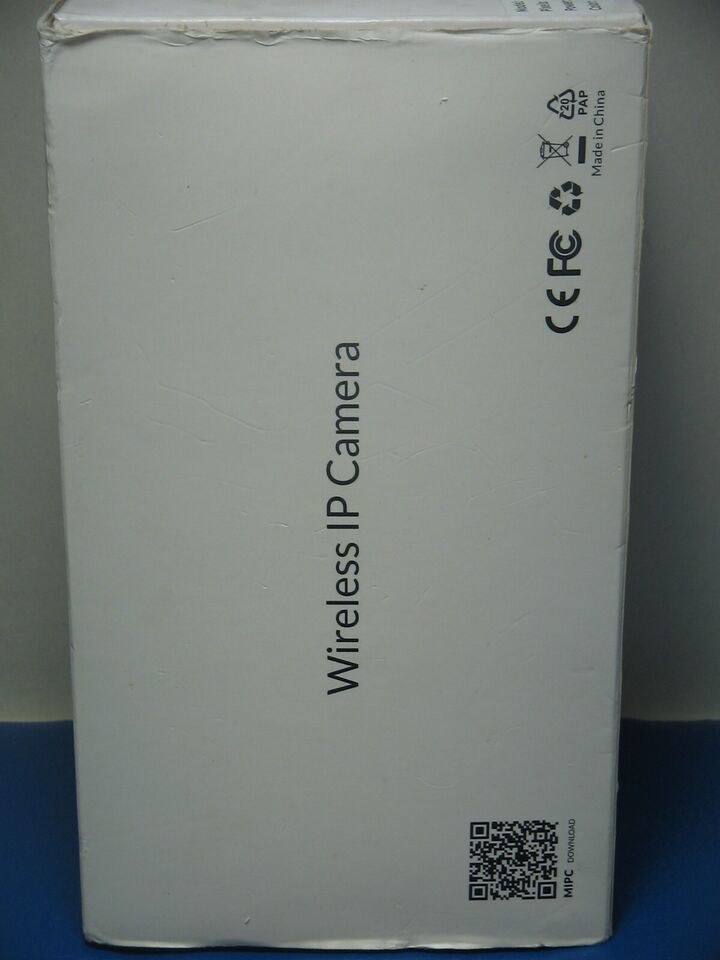 Wireless IP Camera
MIPC DOWNLOAD
CE FC
20
PAP
Made in China